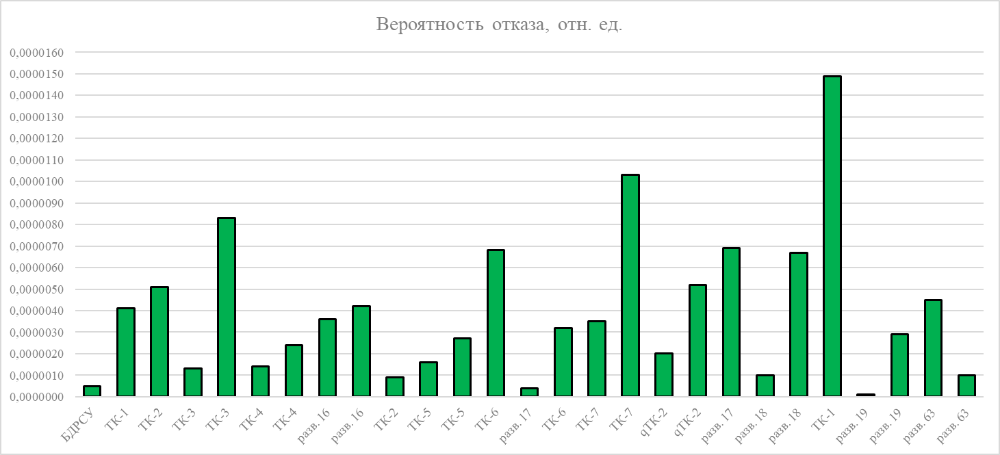 Вероятность отказа, отн. ед.
0,0000160
0,0000150
0,0000140
0,0000130
0,0000120
0,0000110
0,0000100
0,0000090
0,0000080
0,0000070
0,0000060
0,0000050
0,0000040
0,0000030
0,0000020
0,0000010
0,0000000
БДРСУ
ТК-1
ТК-2
ТК-3
ТК-3
ТК-4
ТК-4
разв. 16
разв. 16
ТК-2
ТК-5
ТК-5
ТК-6
разв. 17
ТК-6
ТК-7
ТК-7
qТК-2
qТК-2
разв. 17
разв. 18
разв. 18
ТК-1
разв. 19
разв. 19
разв. 63
разв. 63